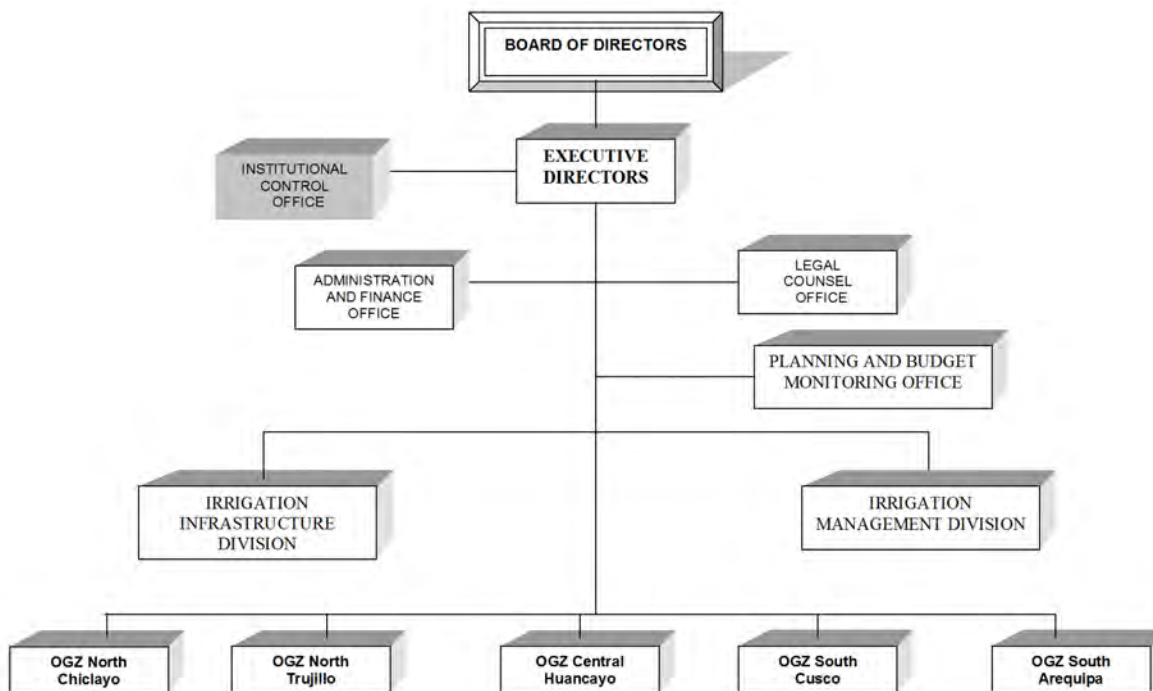 BOARD OF DIRECTORS
EXECUTIVE
DIRECTORS
INSTITUTIONAL
CONTROL
OFFICE
ADMINISTRATION
AND FINANCE
OFFICE
LEGAL
COUNSEL
OFFICE
PLANNING AND BUDGET
MONITORING OFFICE
IRRIGATION
INFRASTRUCTURE
DIVISION
IRRIGATION
MANAGEMENT DIVISION
OGZ North
Chiclayo
OGZ North
Trujillo
OGZ Central
Huancayo
OGZ South
Cusco
OGZ South
Arequipa